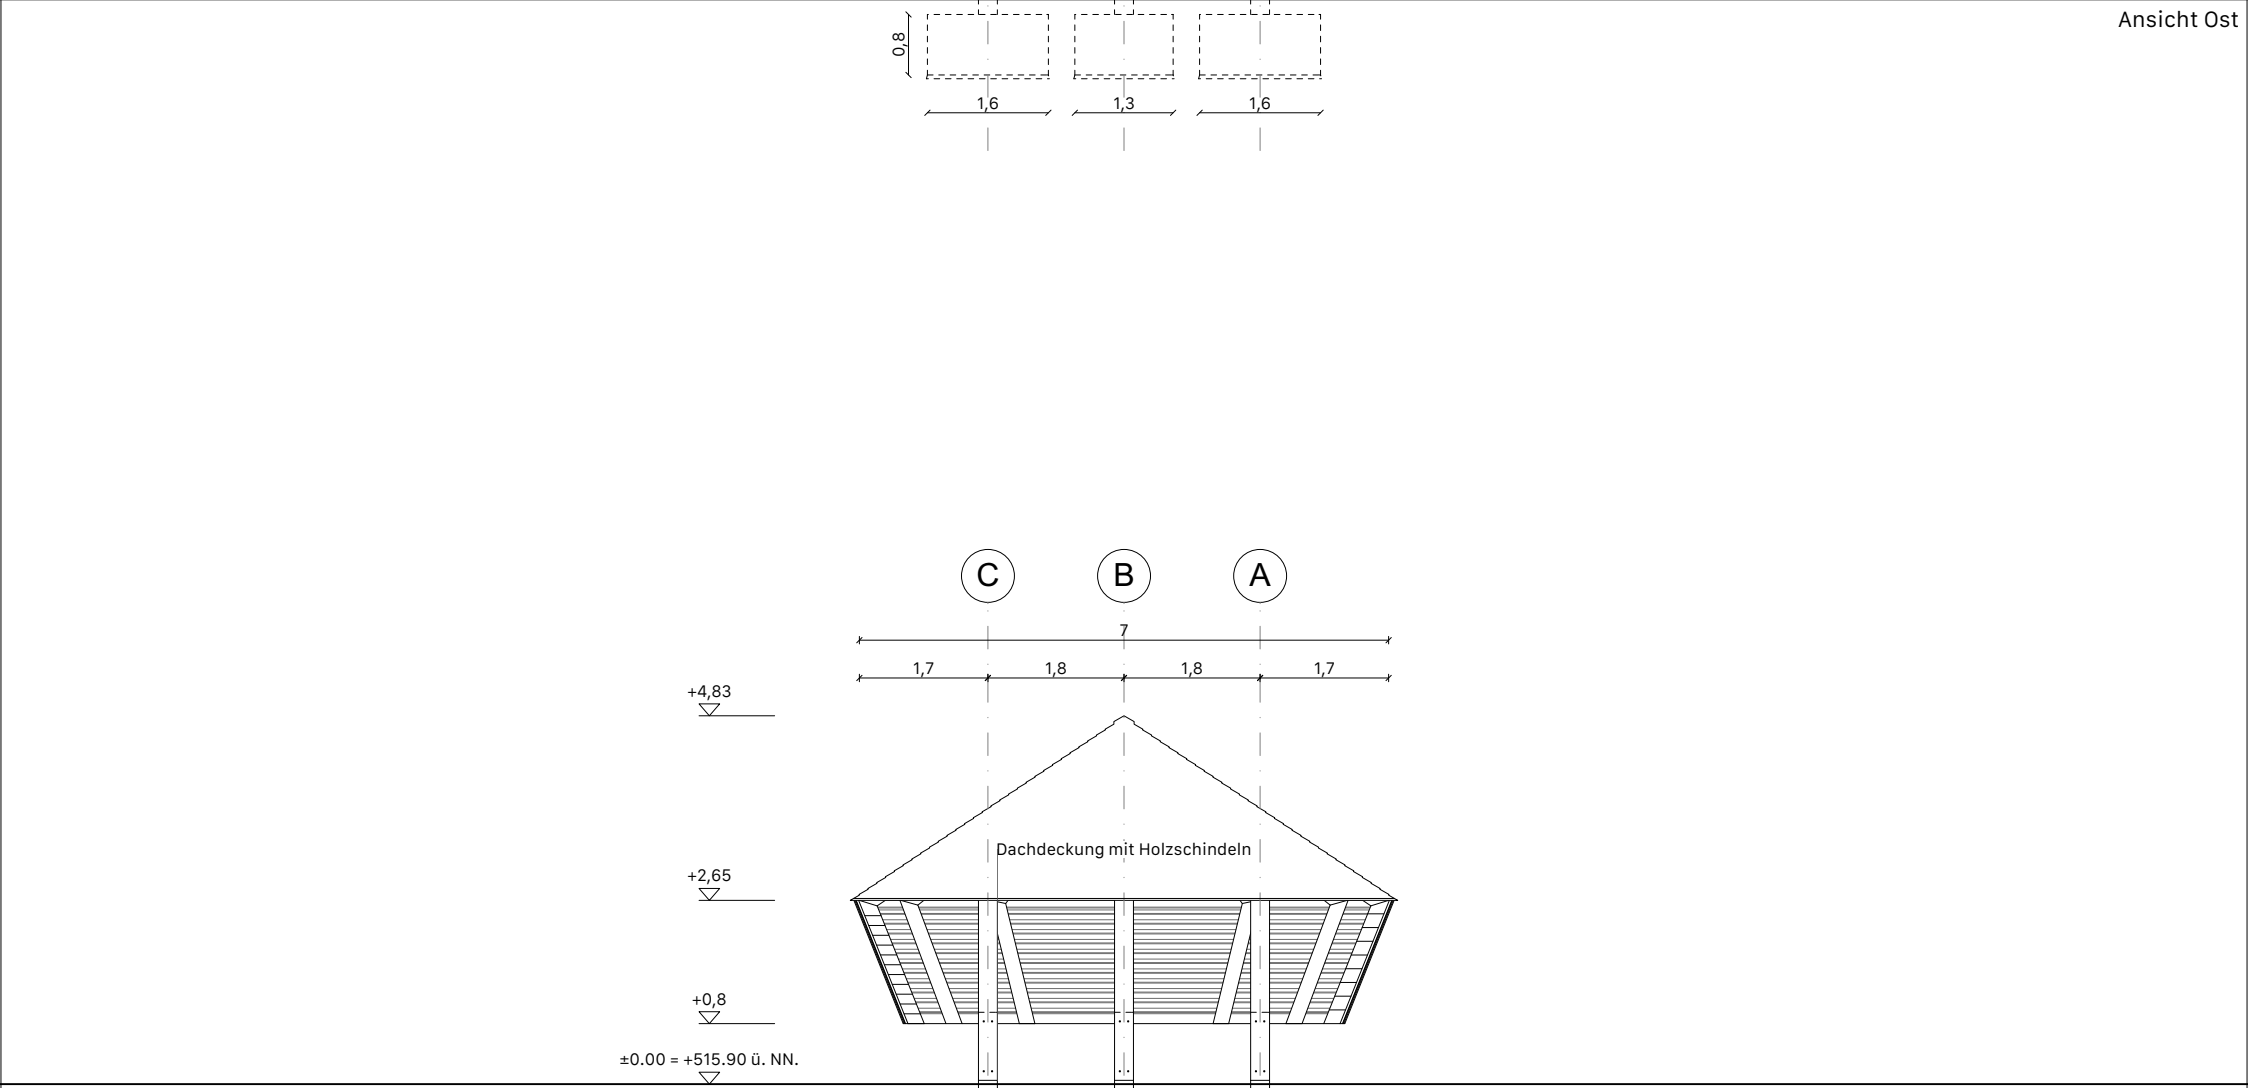 Ansicht Ost
0,8
1,6 1,3 1,6
C B A
7
1,7 1,8 1,8 1,7
+4,83
Dachdeckung mit Holzschindeln
+2,65
+0,8
±0.00 = +515.90 ü. NN.